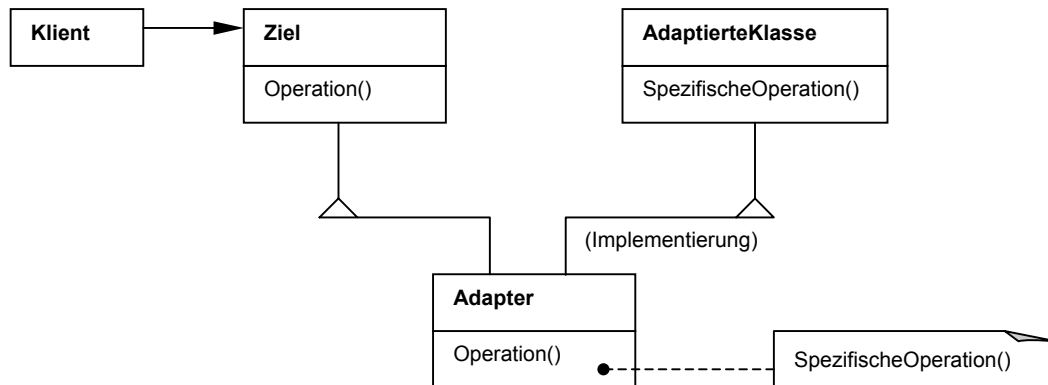 Klient
Ziel
AdaptierteKlasse
Operation()
SpezifischeOperation()
(Implementierung)
Adapter
Operation()
SpezifischeOperation()